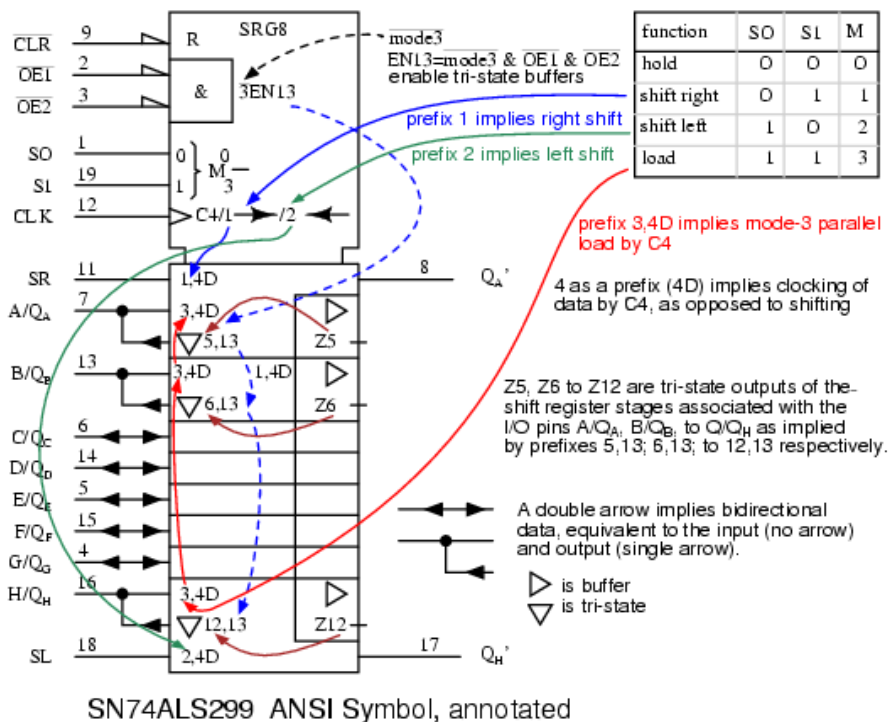 CLR
9
R
SRG8
mode3
OE1
2
EN13=mode3 & OE1 & OE2
enable tri-state buffers
&
3EN13
OE2
3
function S0 S1 M
hold 0 0 0
shift right 0 1 1
shift left 1 0 2
load 1 1 3
prefix 1 implies right shift
prefix 2 implies left shift
S0
1
0
0
M
S1
19
1
3
CLK
12
C4/1
/2
prefix 3,4D implies mode-3 parallel
load by C4
SR
11
1,4D
8
QA'
4 as a prefix (4D) implies clocking of
data by C4, as opposed to shifting
A/QA
7
3,4D
5,13
Z5
B/QB
13
3,4D
1,4D
6,13
Z6
Z5, Z6 to Z12 are tri-state outputs of the
shift register stages associated with the
I/O pins A/QA, B/QB, to Q/QH as implied
by prefixes 5,13; 6,13; to 12,13 respectively.
C/QC
6
D/QD
14
E/QE
5
F/QF
15
G/QG
4
A double arrow implies bidirectional
data, equivalent to the input (no arrow)
and output (single arrow).
H/QH
16
3,4D
12,13
Z12
is buffer
is tri-state
SL
18
2,4D
17
QH'
SN74ALS299 ANSI Symbol, annotated